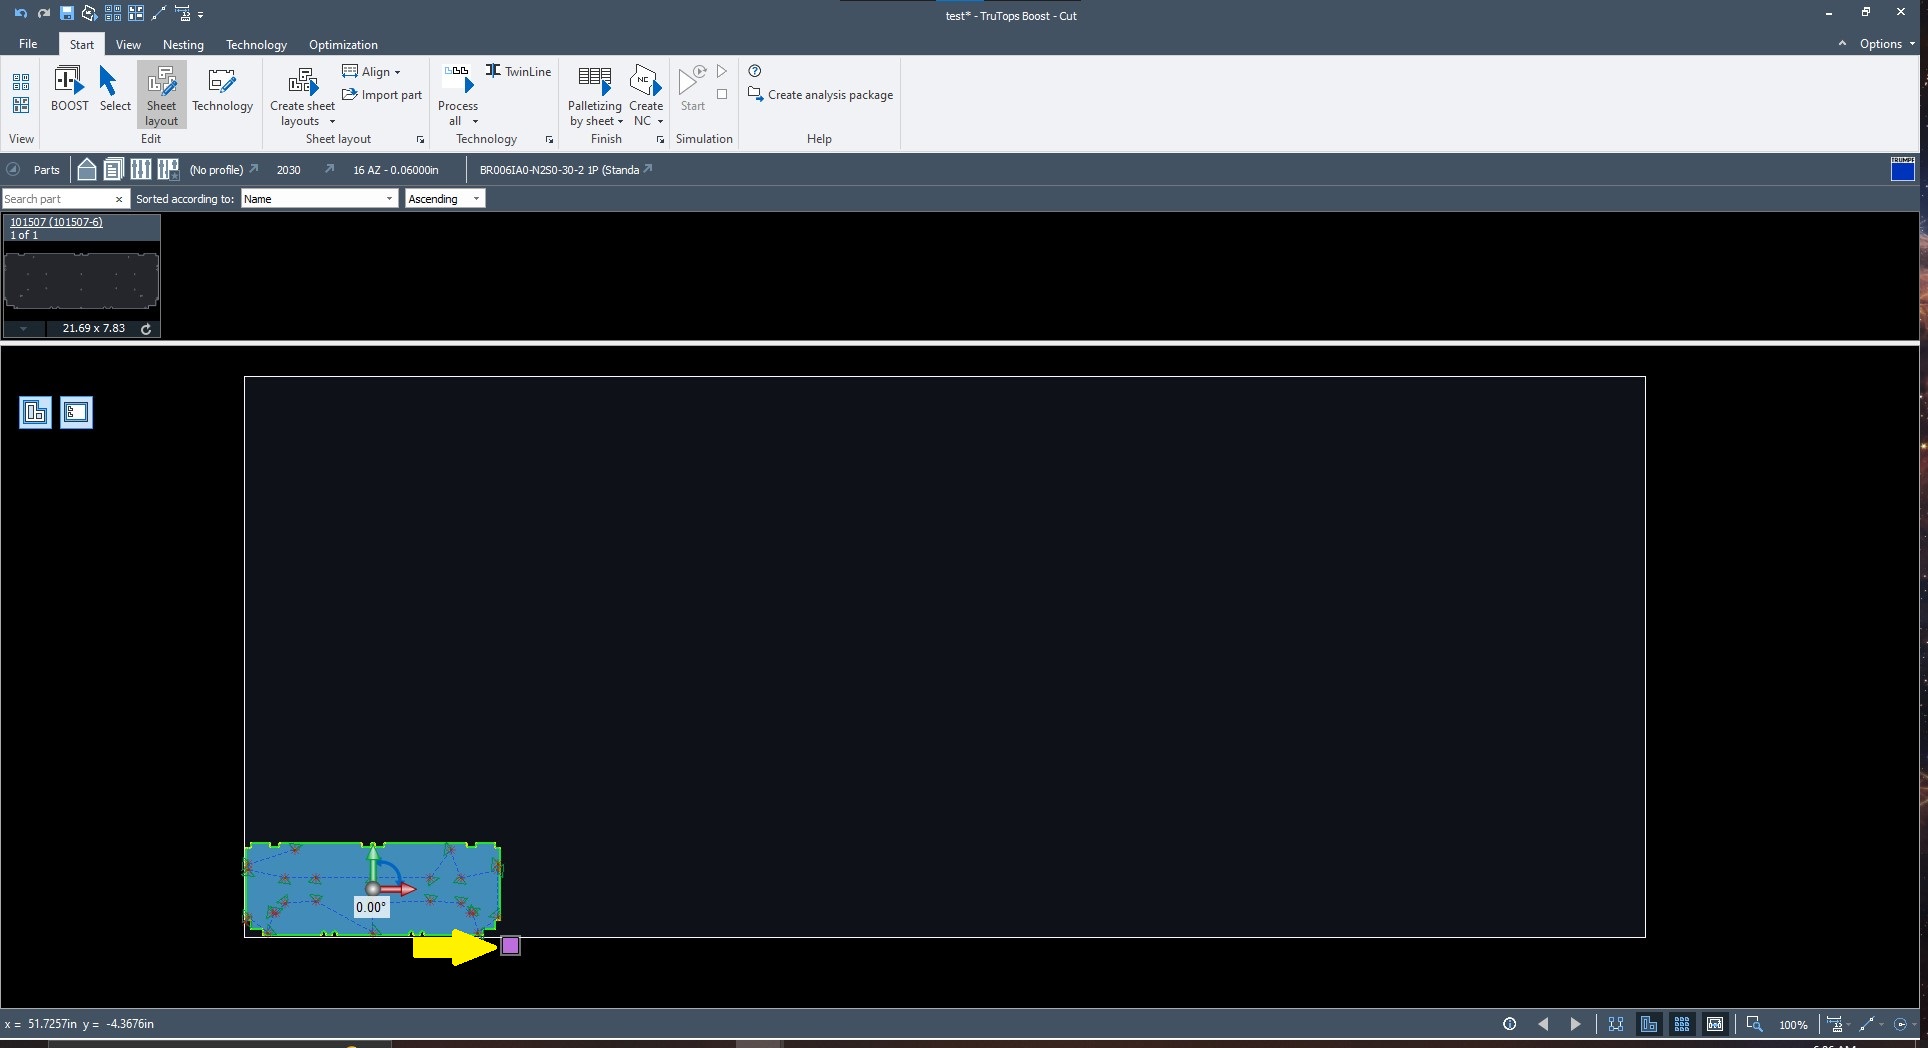 test* - TruTops Boost - Cut
File Start View Nesting Technology Optimization Options
BOOST Select Sheet layout Technology
Create sheet layouts Align Import part
Process all TwinLine
Palletizing by sheet Create NC
NC
Start
Create analysis package
View Edit Sheet layout Technology Finish Simulation Help
Parts (No profile) 2030 16 AZ - 0.06000in BR006IA0-N2S0-30-2 1P (Standa
TRUMPF
Search part Sorted according to: Name Ascending
101507 (101507-6)
1 of 1
21.69 x 7.83
0.00°
x = 51.7257in y = -4.3676in 100%